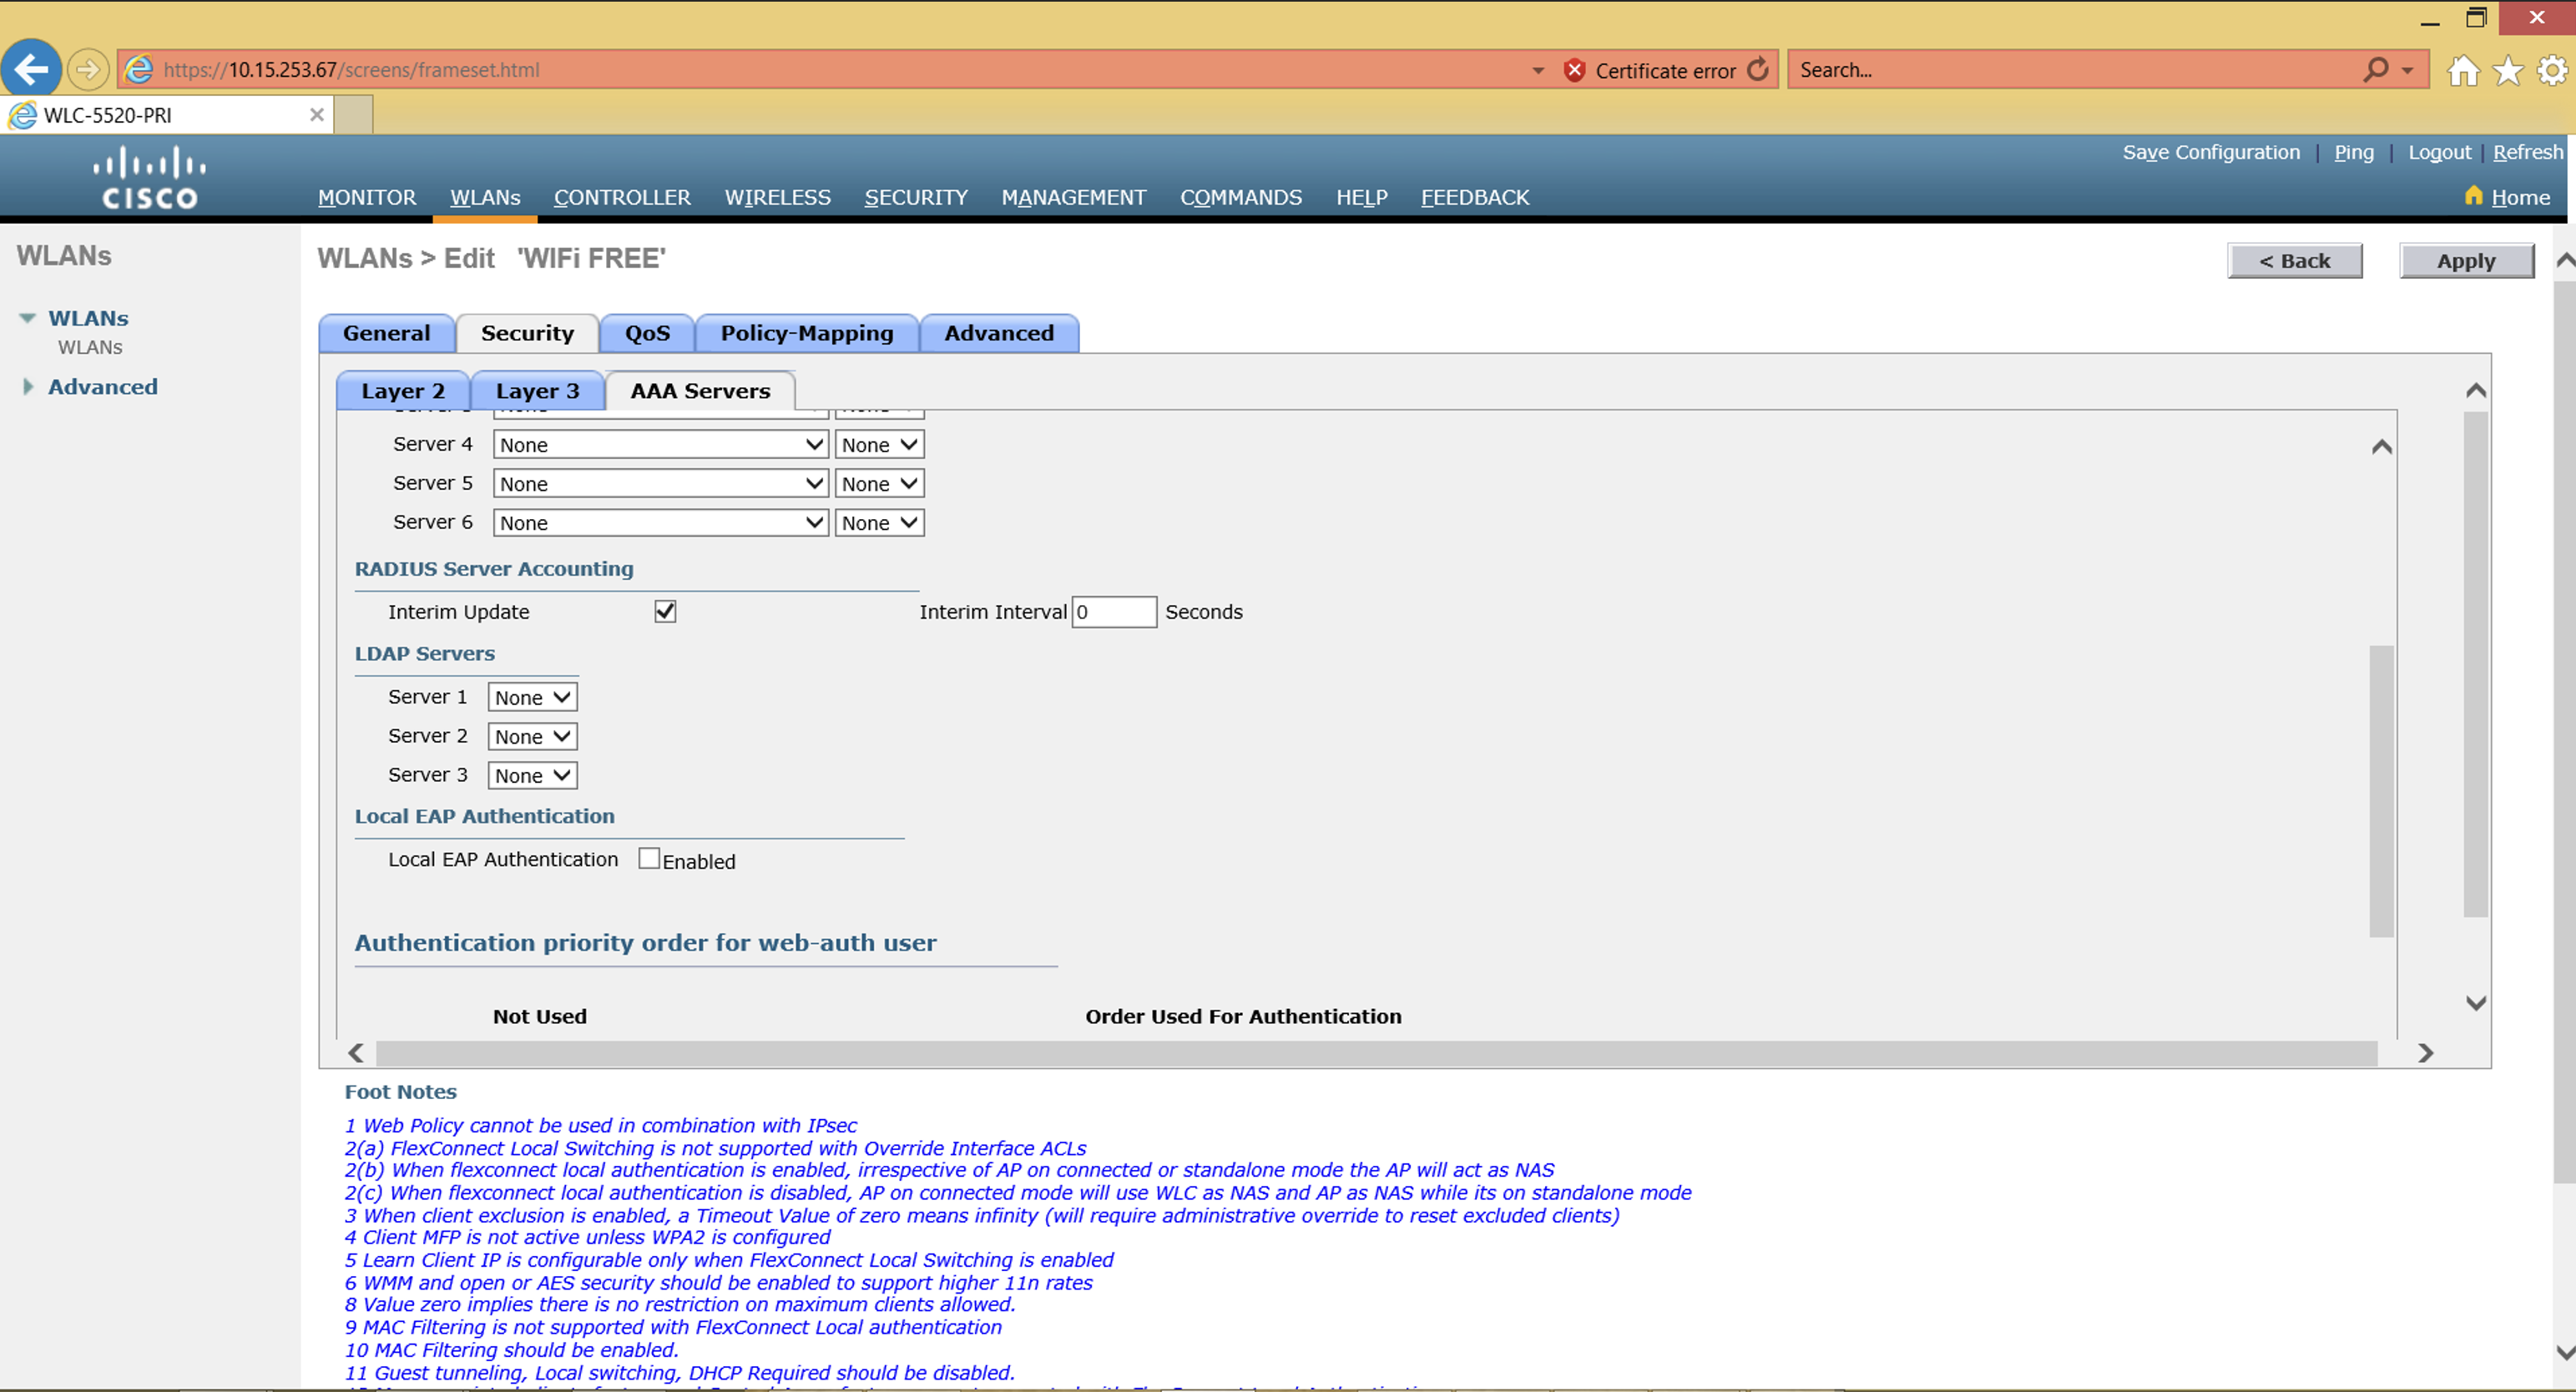 https://10.15.253.67/screens/frameset.html Certificate error Search...
WLC-5520-PRI
Save Configuration | Ping | Logout | Refresh
CISCO MONITOR WLANs CONTROLLER WIRELESS SECURITY MANAGEMENT COMMANDS HELP FEEDBACK Home
WLANs
WLANs
WLANs
Advanced
WLANs > Edit 'WIFi FREE' < Back Apply
General Security QoS Policy-Mapping Advanced
Layer 2 Layer 3 AAA Servers
Server 4 None None
Server 5 None None
Server 6 None None
RADIUS Server Accounting
Interim Update Interim Interval 0 Seconds
LDAP Servers
Server 1 None
Server 2 None
Server 3 None
Local EAP Authentication
Local EAP Authentication Enabled
Authentication priority order for web-auth user
Not Used Order Used For Authentication
Foot Notes
1 Web Policy cannot be used in combination with IPsec
2(a) FlexConnect Local Switching is not supported with Override Interface ACLs
2(b) When flexconnect local authentication is enabled, irrespective of AP on connected or standalone mode the AP will act as NAS
2(c) When flexconnect local authentication is disabled, AP on connected mode will use WLC as NAS and AP as NAS while its on standalone mode
3 When client exclusion is enabled, a Timeout Value of zero means infinity (will require administrative override to reset excluded clients)
4 Client MFP is not active unless WPA2 is configured
5 Learn Client IP is configurable only when FlexConnect Local Switching is enabled
6 WMM and open or AES security should be enabled to support higher 11n rates
8 Value zero implies there is no restriction on maximum clients allowed.
9 MAC Filtering is not supported with FlexConnect Local authentication
10 MAC Filtering should be enabled.
11 Guest tunneling, Local switching, DHCP Required should be disabled.